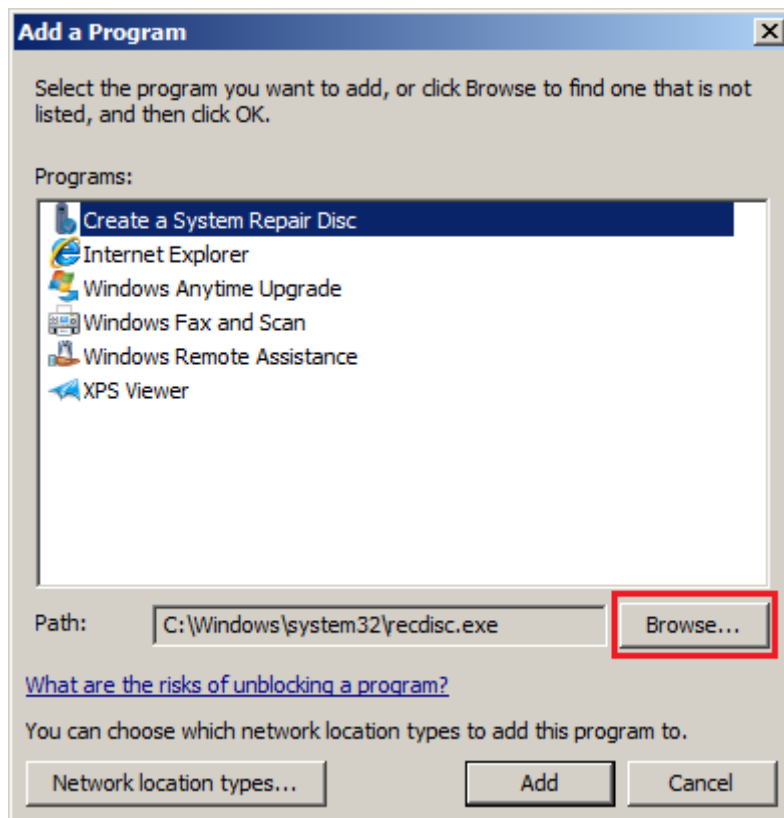 Add a Program
Select the program you want to add, or click Browse to find one that is not
listed, and then click OK.
Programs:
Create a System Repair Disc
Internet Explorer
Windows Anytime Upgrade
Windows Fax and Scan
Windows Remote Assistance
XPS Viewer
Path:
C:\Windows\system32\recdisc.exe
Browse...
What are the risks of unblocking a program?
You can choose which network location types to add this program to.
Network location types...
Add
Cancel